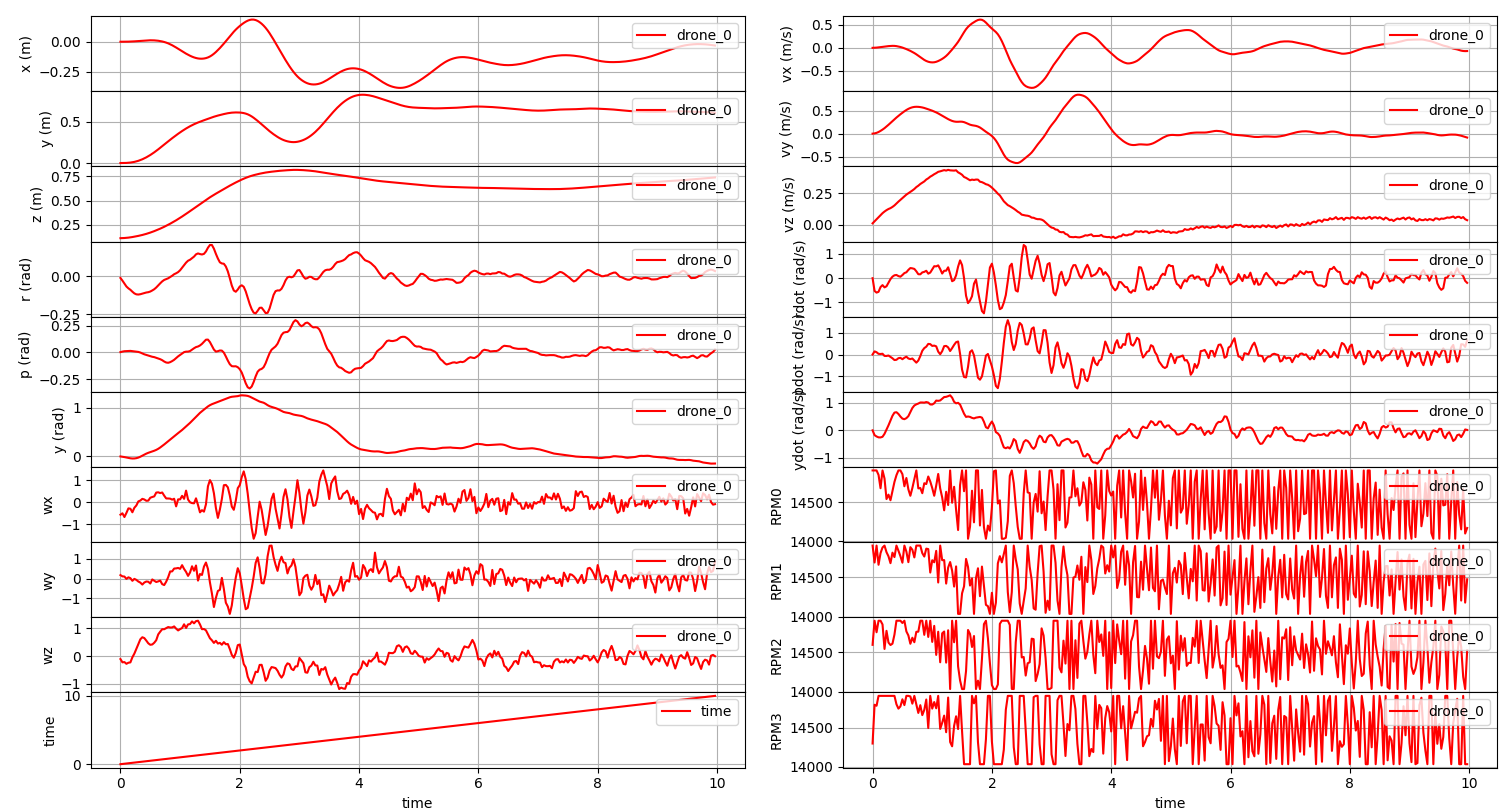 x (m)
0.00
−0.25
drone_0
y (m)
0.5
0.0
drone_0
z (m)
0.75
0.50
0.25
drone_0
r (rad)
0.00
−0.25
drone_0
p (rad)
0.25
0.00
−0.25
drone_0
y (rad)
1
0
drone_0
wx
1
0
−1
drone_0
wy
1
0
−1
drone_0
wz
1
0
−1
drone_0
time
10
0
time
0 2 4 6 8 10
time
vx (m/s)
0.5
0.0
−0.5
drone_0
vy (m/s)
0.5
0.0
−0.5
drone_0
vz (m/s)
0.25
0.00
drone_0
rdot (rad/s)
1
0
−1
drone_0
pdot (rad/s)
1
0
−1
drone_0
ydot (rad/s)
1
0
−1
drone_0
RPM0
14500
14000
drone_0
RPM1
14500
14000
drone_0
RPM2
14500
14000
drone_0
RPM3
14500
14000
drone_0
0 2 4 6 8 10
time